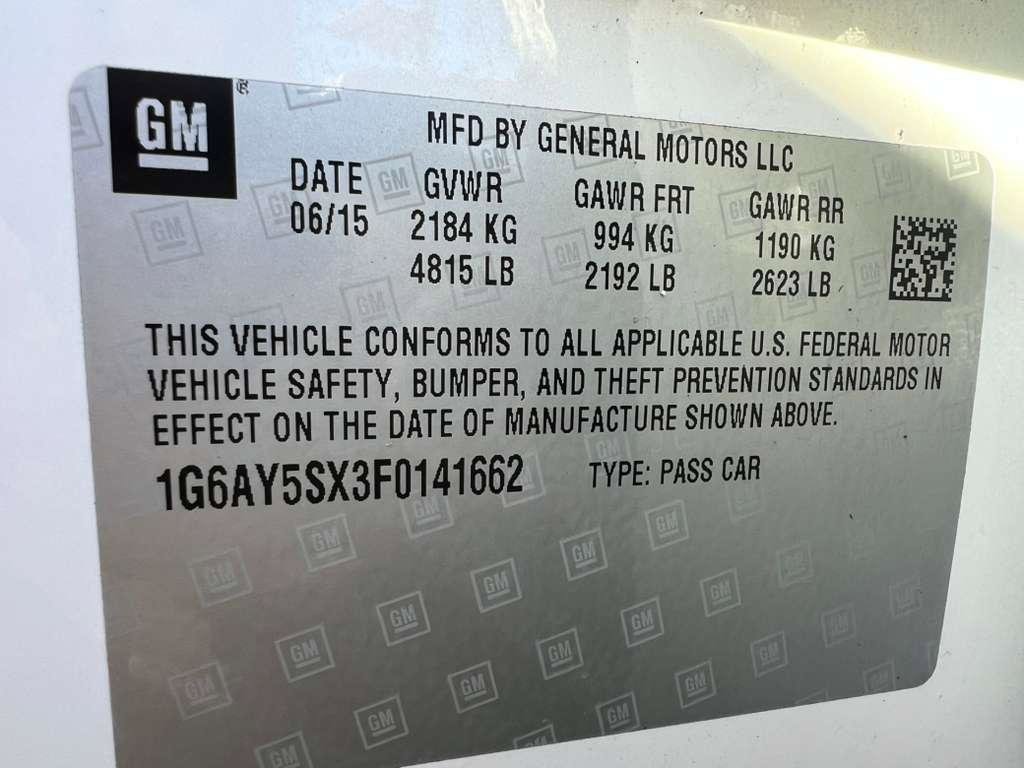 GM
MFD BY GENERAL MOTORS LLC
DATE GVWR GAWR FRT GAWR RR
06/15 2184 KG 994 KG 1190 KG
4815 LB 2192 LB 2623 LB
THIS VEHICLE CONFORMS TO ALL APPLICABLE U.S. FEDERAL MOTOR
VEHICLE SAFETY, BUMPER, AND THEFT PREVENTION STANDARDS IN
EFFECT ON THE DATE OF MANUFACTURE SHOWN ABOVE.
1G6AY5SX3F0141662 TYPE: PASS CAR